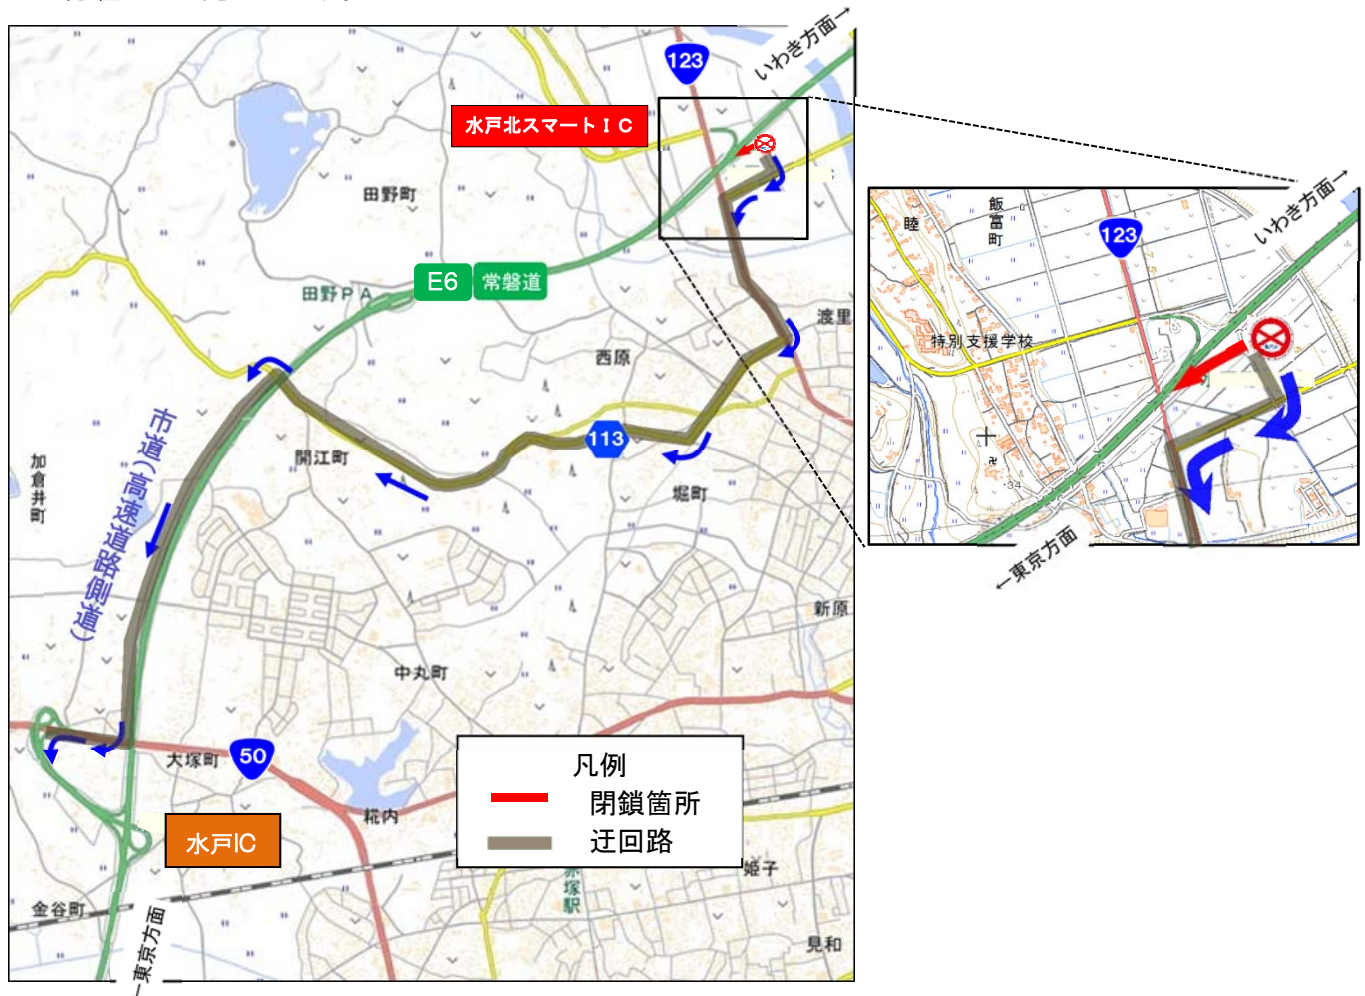 123
いわき方面→
水戸北スマートＩＣ
田野町
E6
常磐道
田野ＰＡ
渡里
西原
113
開江町
堀町
加倉井町
市道（高速道路側道）
新原
中丸町
大塚町
50
糀内
水戸IC
凡例
閉鎖箇所
迂回路
姫子
赤塚駅
金谷町
見和
←東京方面
いわき方面→
睦
飯富町
123
特別支援学校
34
←東京方面